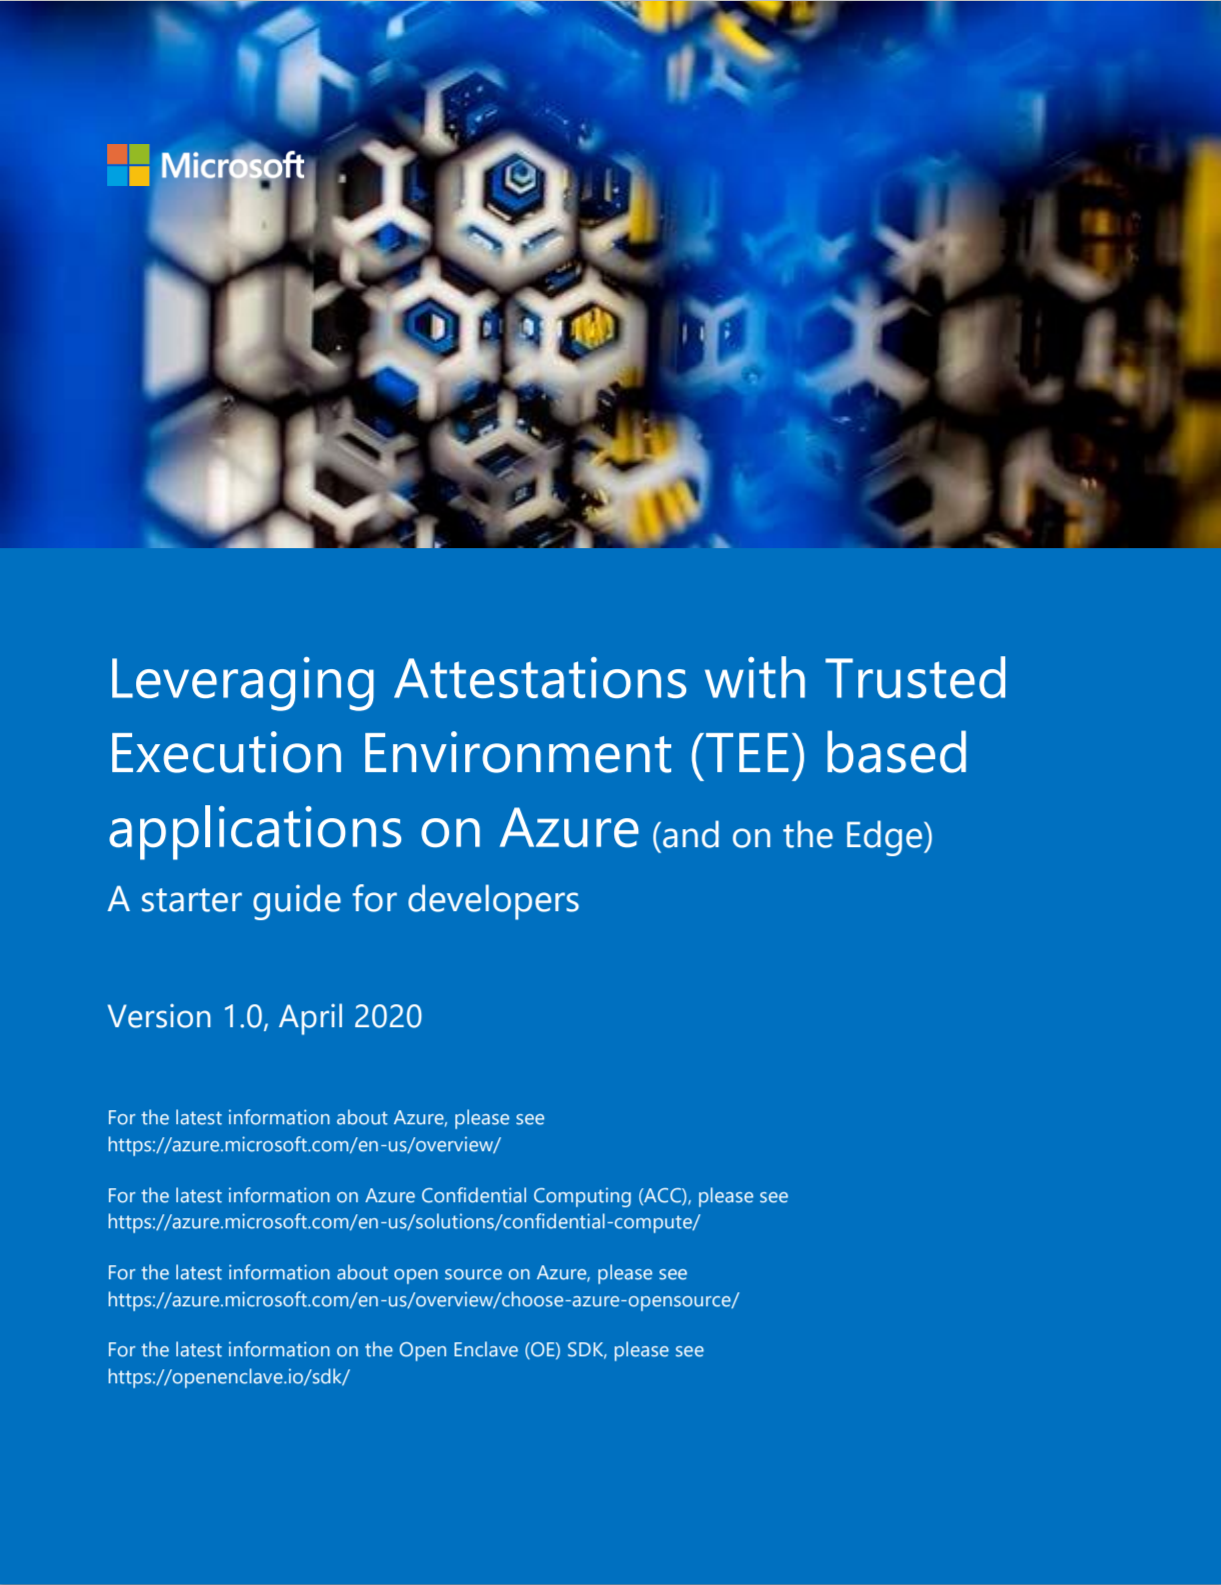 Microsoft
Leveraging Attestations with Trusted
Execution Environment (TEE) based
applications on Azure (and on the Edge)
A starter guide for developers
Version 1.0, April 2020
For the latest information about Azure, please see
https://azure.microsoft.com/en-us/overview/
For the latest information on Azure Confidential Computing (ACC), please see
https://azure.microsoft.com/en-us/solutions/confidential-compute/
For the latest information about open source on Azure, please see
https://azure.microsoft.com/en-us/overview/choose-azure-opensource/
For the latest information on the Open Enclave (OE) SDK, please see
https://openenclave.io/sdk/